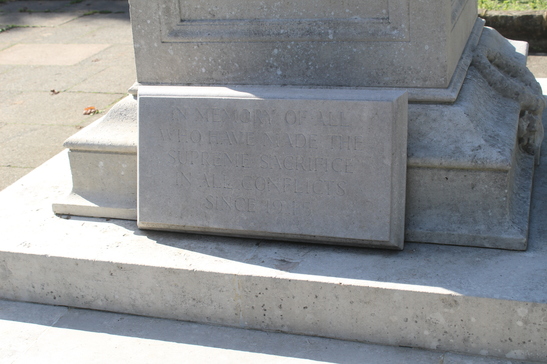 IN MEMORY OF ALL
WHO HAVE MADE THE
SUPREME SACRIFICE
IN ALL CONFLICTS
SINCE